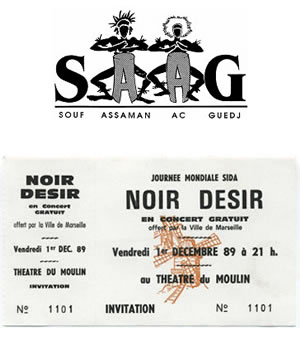 SAAG
SOUF ASSAMAN AC GUEDJ
NOIR
DESIR
en Concert
GRATUIT
offert par la Ville de Marseille
Vendredi 1er DEC. 89
THEATRE DU MOULIN
INVITATION
No 1101
JOURNEE MONDIALE SIDA
NOIR DESIR
EN CONCERT GRATUIT
offert par la Ville de Marseille
Vendredi 1er DECEMBRE 89 à 21 h.
au THEATRE du MOULIN
INVITATION No 1101